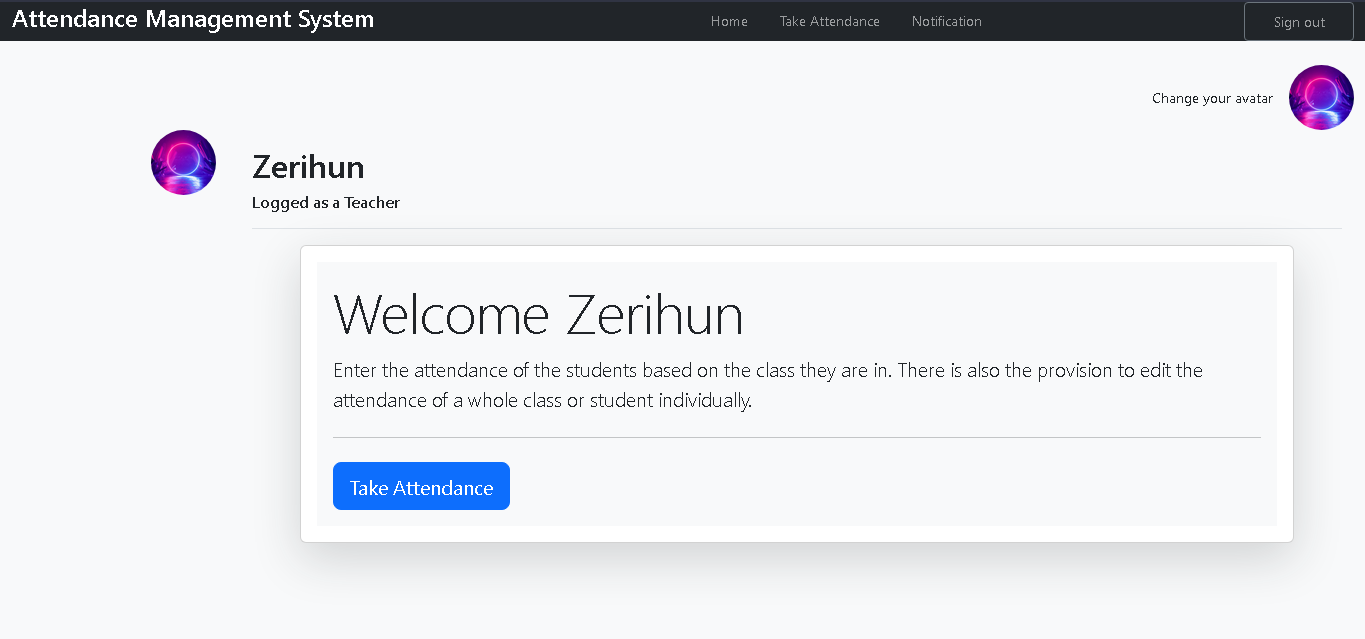 Attendance Management System
Home
Take Attendance
Notification
Sign out
Change your avatar
Zerihun
Logged as a Teacher
Welcome Zerihun
Enter the attendance of the students based on the class they are in. There is also the provision to edit the
attendance of a whole class or student individually.
Take Attendance